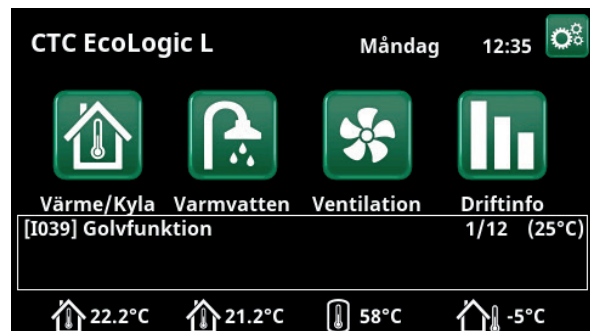 CTC EcoLogic L Måndag 12:35
Värme/Kyla Varmvatten Ventilation Driftinfo
[I039] Golvfunktion 1/12 (25°C)
22.2°C 21.2°C 58°C -5°C